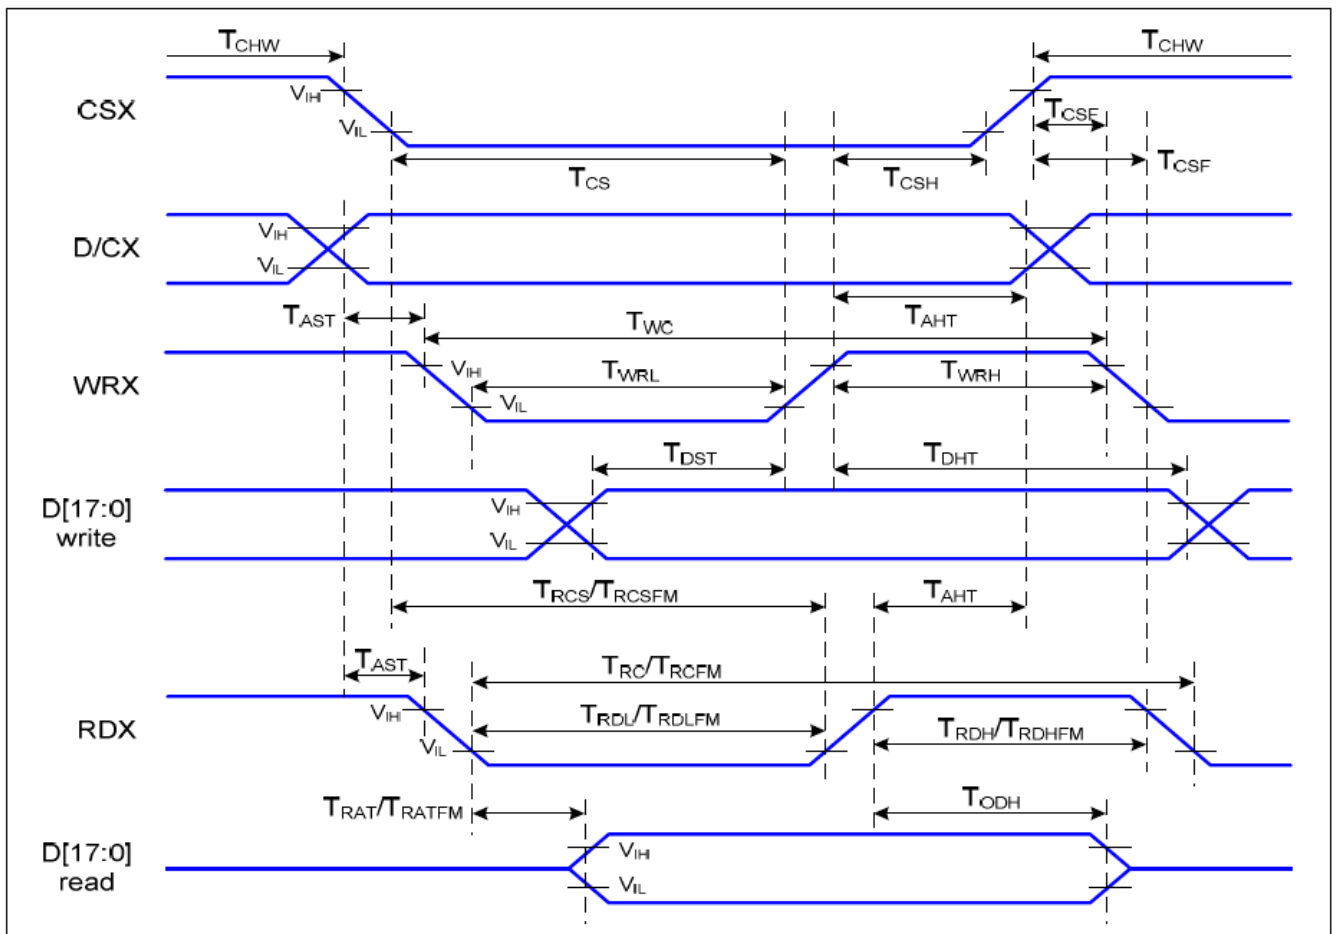 TCHW TCHW
VIH
CSX TCSE
VIL
TCS TCSH TCSF
VIH
D/CX
VIL
TAST TWC TAHT
VIH
WRX TWRL TWRH
VIL
TDST TDHT
VIH
D[17:0]
write
VIL
TRCS/TRCSFM TAHT
TAST TRC/TRCFM
VIH TRDL/TRDLFM
RDX TRDH/TRDHFM
VIL
TRAT/TRATFM TODH
VIH
D[17:0]
read
VIL